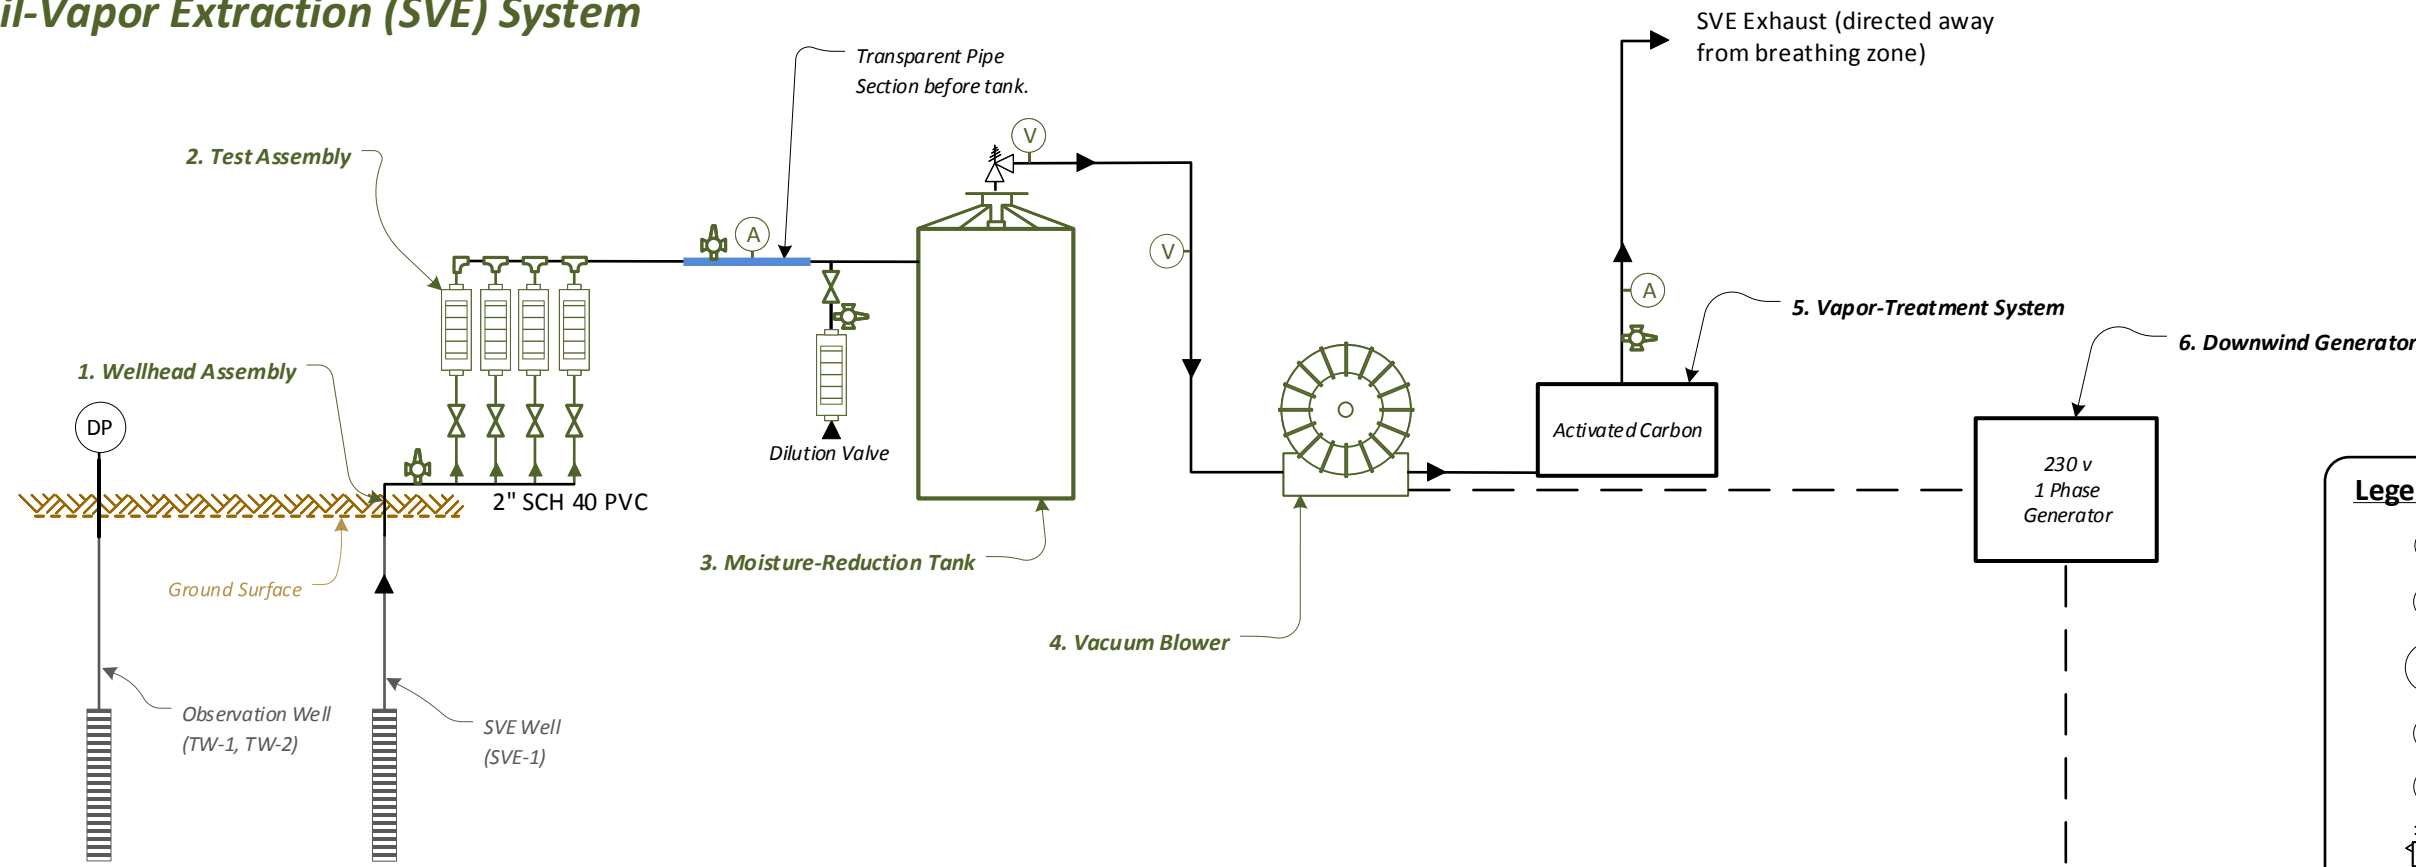 il-Vapor Extraction (SVE) System
SVE Exhaust (directed away
from breathing zone)
Transparent Pipe
Section before tank.
V
2. Test Assembly
A
V
A
5. Vapor-Treatment System
6. Downwind Generator
1. Wellhead Assembly
DP
Dilution Valve
Activated Carbon
230 v
1 Phase
Generator
2" SCH 40 PVC
Lege
3. Moisture-Reduction Tank
Ground Surface
4. Vacuum Blower
Observation Well
(TW-1, TW-2)
SVE Well
(SVE-1)